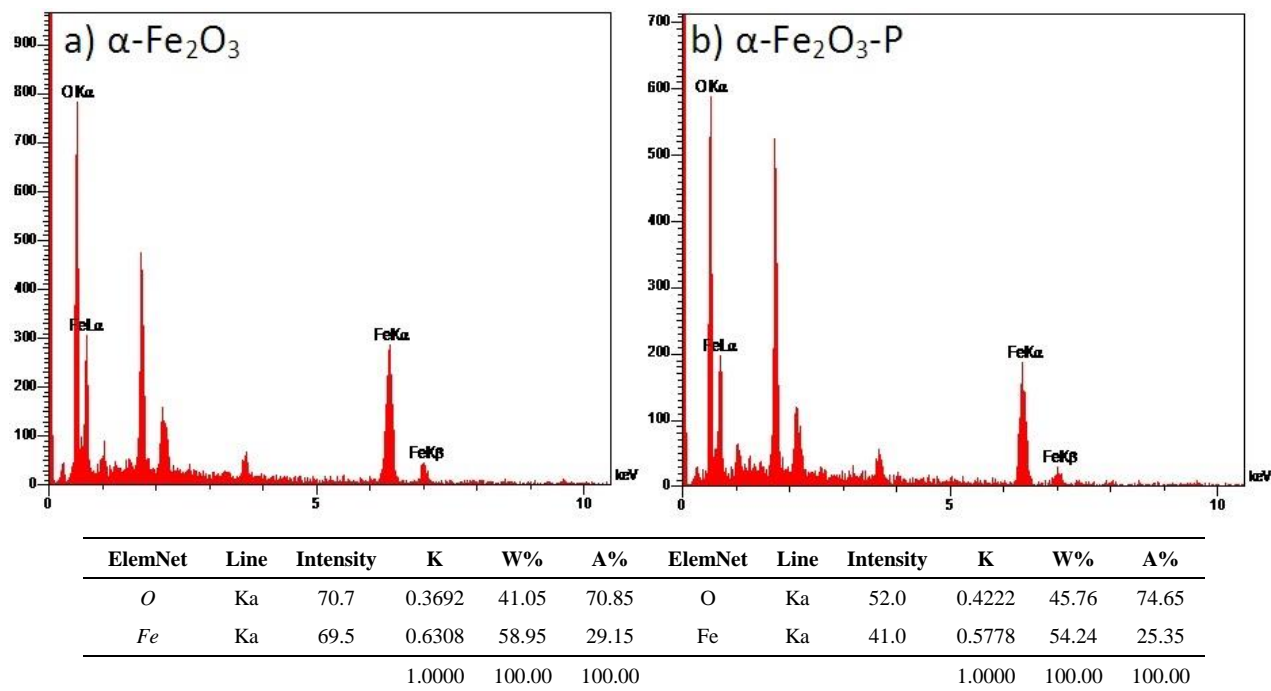 a) α-Fe₂O₃
900
800
700
600
500
400
300
200
100
0
OKα
FeLα
FeKα
FeKβ
keV
0
5
10
b) α-Fe₂O₃-P
700
600
500
400
300
200
100
0
OKα
FeLα
FeKα
FeKβ
keV
0
5
10
ElemNet Line Intensity K W% A% ElemNet Line Intensity K W% A%
O Ka 70.7 0.3692 41.05 70.85 O Ka 52.0 0.4222 45.76 74.65
Fe Ka 69.5 0.6308 58.95 29.15 Fe Ka 41.0 0.5778 54.24 25.35
1.0000 100.00 100.00 1.0000 100.00 100.00